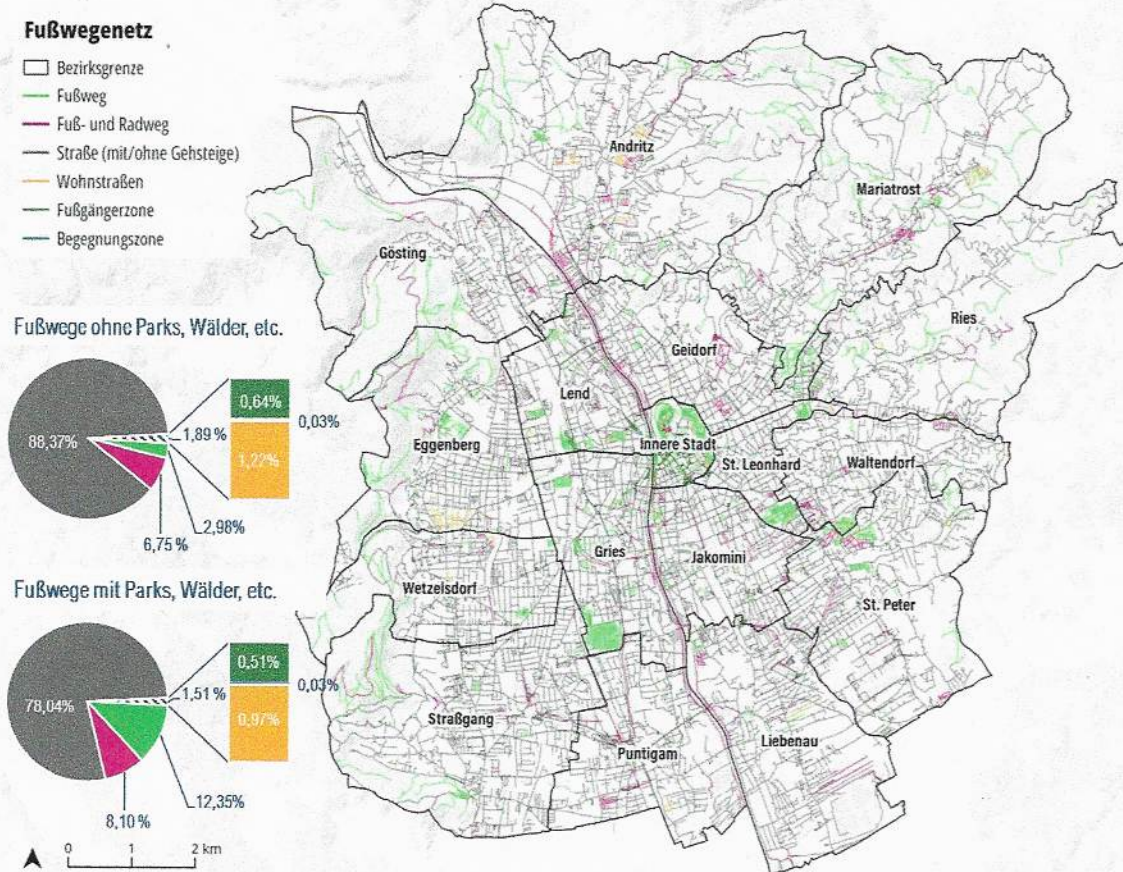 Fußwegenetz
Bezirksgrenze
Fußweg
Fuß- und Radweg
Straße (mit/ohne Gehsteige)
Wohnstraßen
Fußgängerzone
Begegnungszone
Fußwege ohne Parks, Wälder, etc.
88,37%
1,89 %
0,64%
0,03%
1,22%
2,98%
6,75 %
Fußwege mit Parks, Wälder, etc.
78,04%
1,51 %
0,51%
0,03%
0,97%
12,35%
8,10 %
0 1 2 km
Andritz
Mariatrost
Gösting
Ries
Geidorf
Lend
Eggenberg
Innere Stadt
St. Leonhard
Waltendorf
Gries
Jakomini
Wetzelsdorf
St. Peter
Straßgang
Puntigam
Liebenau